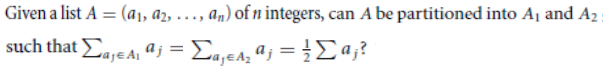 Given a list A = (a₁, a₂, . . ., aₙ) of n integers, can A be partitioned into A₁ and A₂
such that ∑_{aⱼ∈A₁} aⱼ = ∑_{aⱼ∈A₂} aⱼ = ½ ∑ aⱼ?